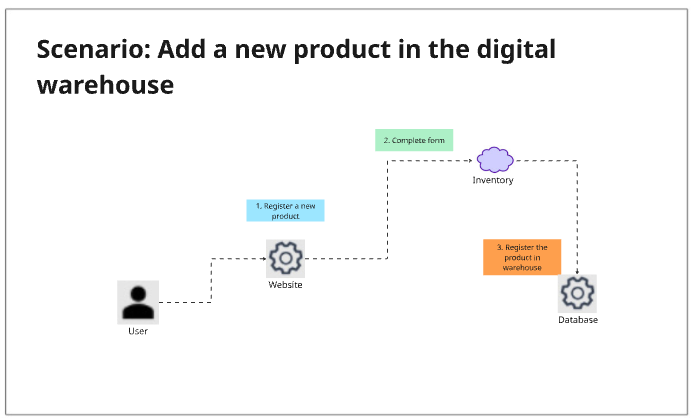 Scenario: Add a new product in the digital
warehouse
2. Complete form
Inventory
1. Register a new
product
3. Register the
product in
warehouse
Website
User
Database